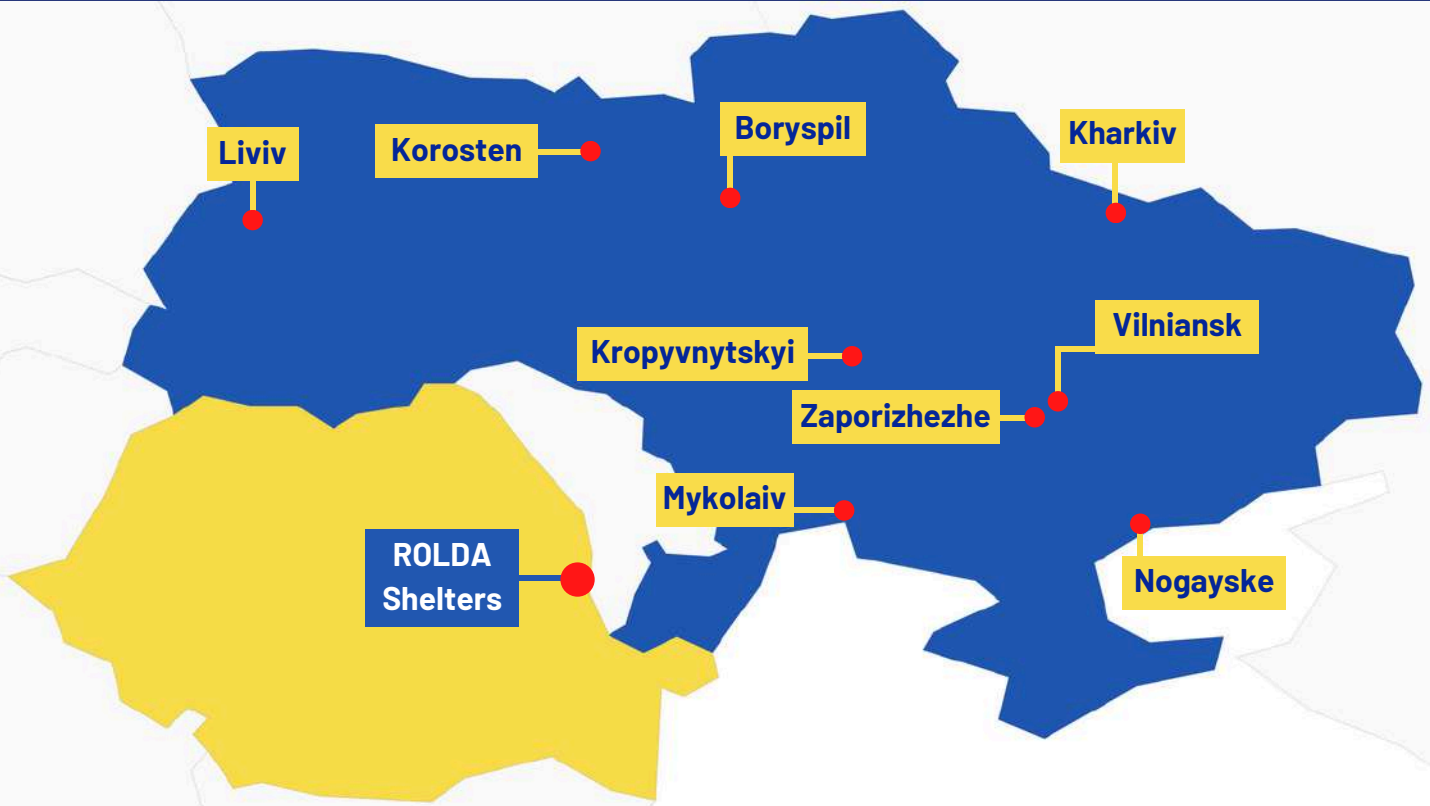 Boryspil
Kharkiv
Liviv
Korosten
Vilniansk
Kropyvnytskyi
Zaporizhezhe
Mykolaiv
ROLDA
Shelters
Nogayske